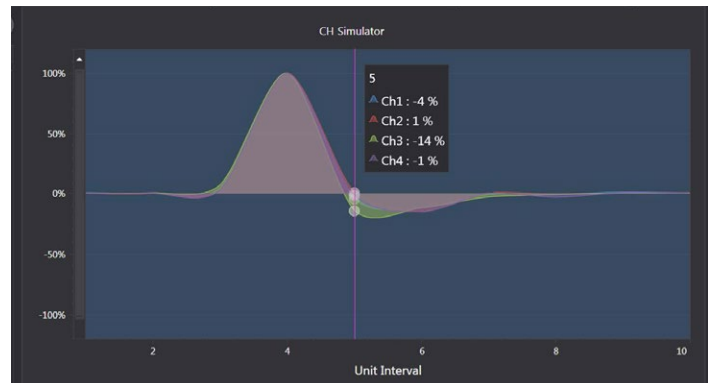 CH Simulator
100%
50%
0%
-50%
-100%
5
Ch1 : -4 %
Ch2 : 1 %
Ch3 : -14 %
Ch4 : -1 %
2 4 6 8 10
Unit Interval